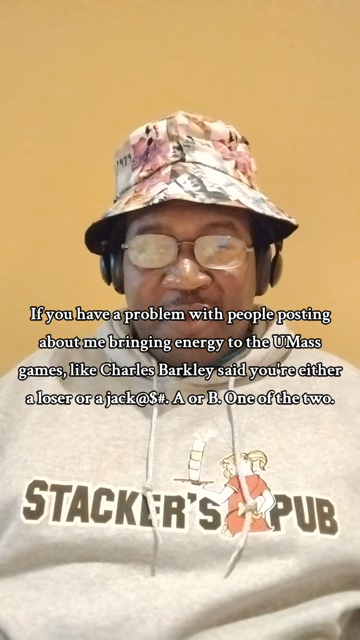 If you have a problem with people posting
about me bringing energy to the UMass
games, like Charles Barkley said you're either
a loser or a jack@$#. A or B. One of the two.
STACKER'S PUB